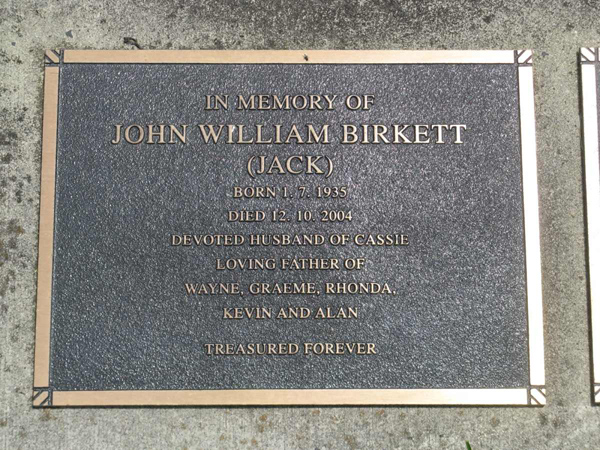 IN MEMORY OF
JOHN WILLIAM BIRKETT
(JACK)
BORN 1. 7. 1935
DIED 12. 10. 2004
DEVOTED HUSBAND OF CASSIE
LOVING FATHER OF
WAYNE, GRAEME, RHONDA,
KEVIN AND ALAN
TREASURED FOREVER